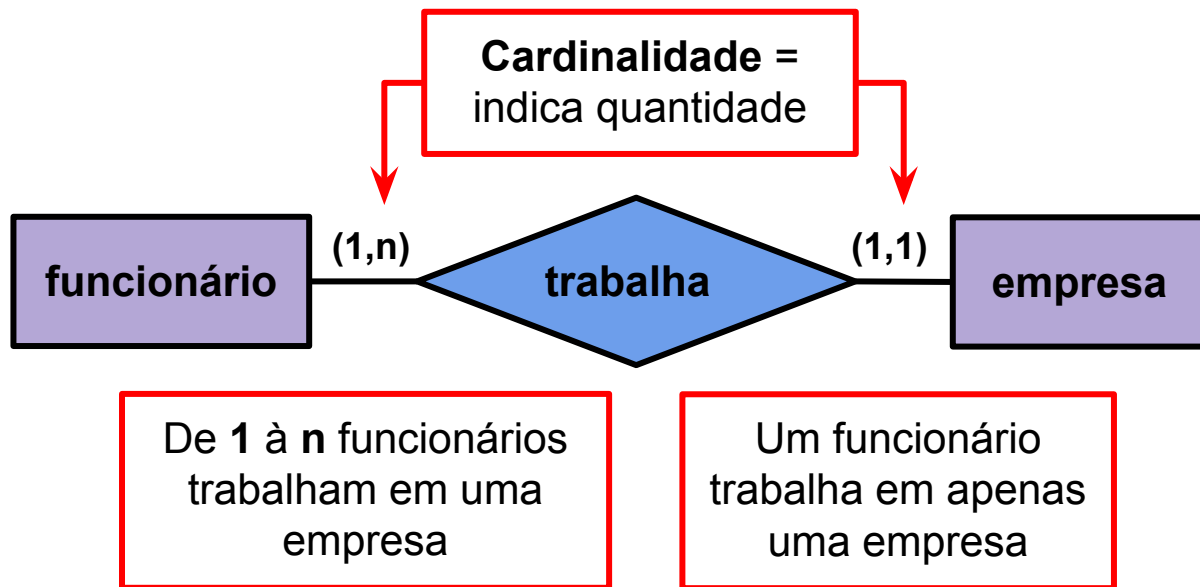 Cardinalidade =
indica quantidade
(1,n)
(1,1)
funcionário
trabalha
empresa
De 1 à n funcionários
trabalham em uma
empresa
Um funcionário
trabalha em apenas
uma empresa